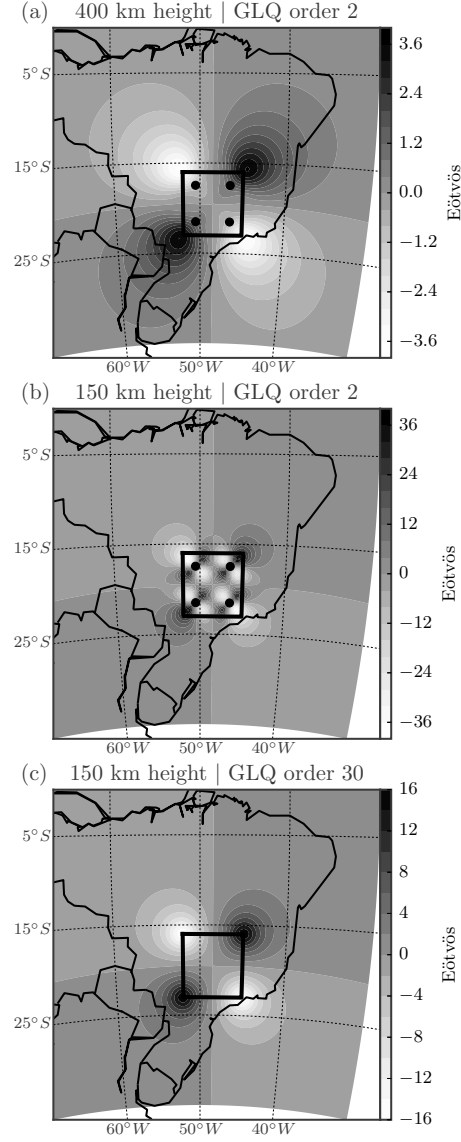 (a) 400 km height | GLQ order 2
5°S
15°S
25°S
60°W 50°W 40°W
3.6
2.4
1.2
0.0
−1.2
−2.4
−3.6
Eötvös
(b) 150 km height | GLQ order 2
5°S
15°S
25°S
60°W 50°W 40°W
36
24
12
0
−12
−24
−36
Eötvös
(c) 150 km height | GLQ order 30
5°S
15°S
25°S
60°W 50°W 40°W
16
12
8
4
0
−4
−8
−12
−16
Eötvös